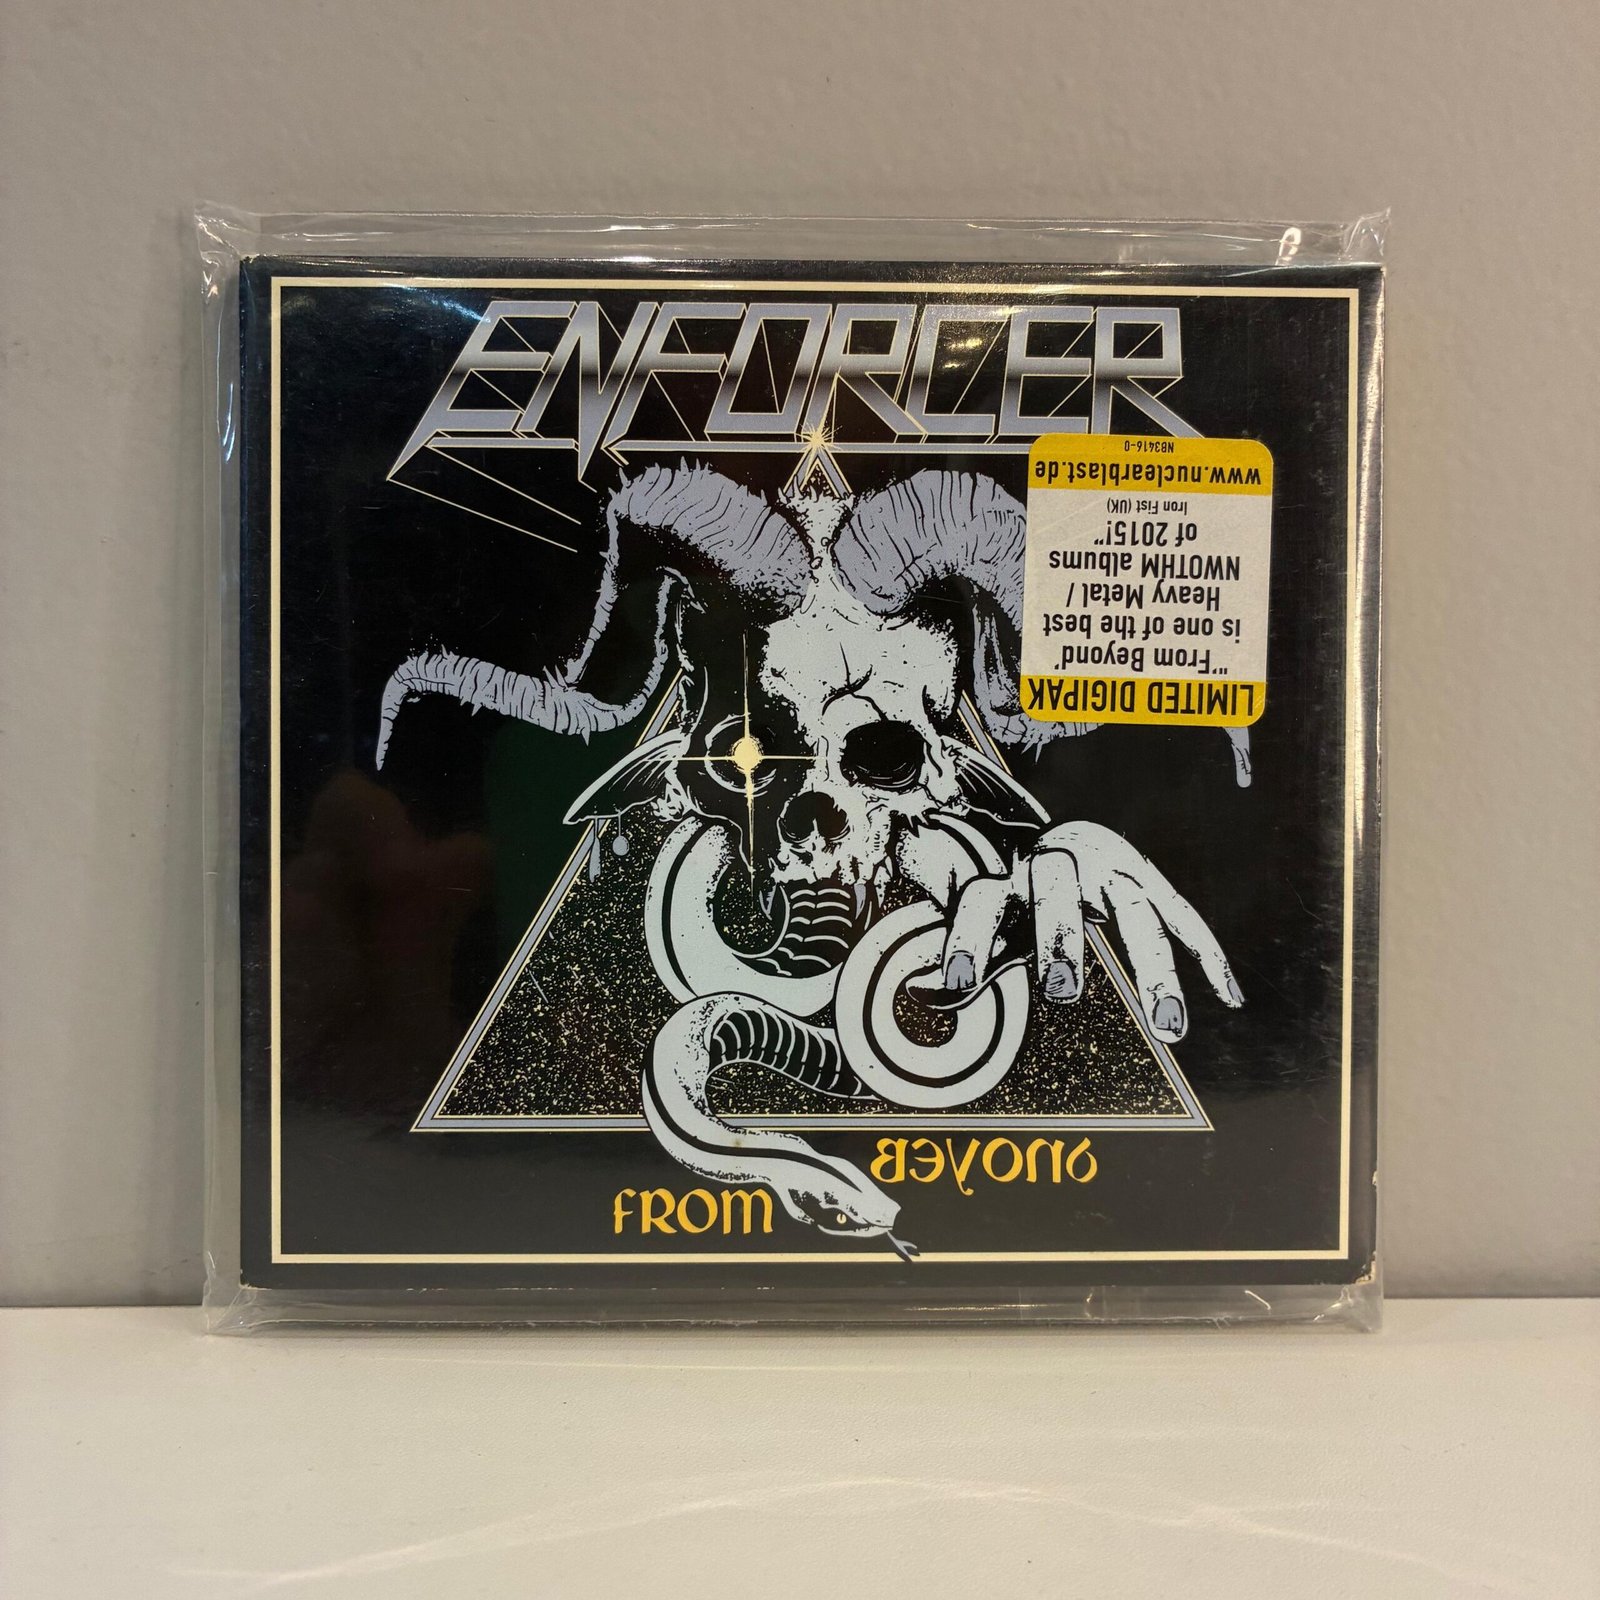 ENFORCER
LIMITED DIGIPAK
"'From Beyond'
is one of the best
Heavy Metal /
NWOTHM albums
of 2015!"
Iron Fist (UK)
www.nuclearblast.de
NB3416-0
FROM
BEYOND